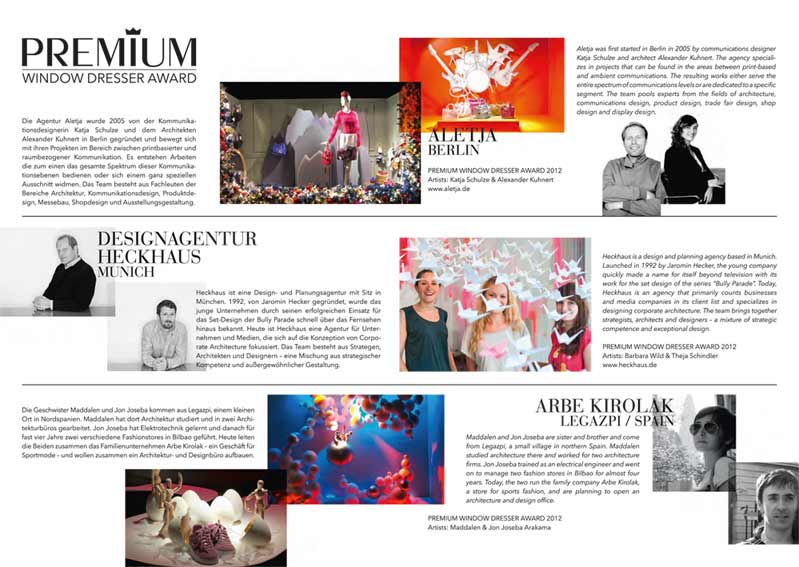 PREMIUM
WINDOW DRESSER AWARD
Die Agentur Aletja wurde 2005 von der Kommunika-
tionsdesignerin Katja Schulze und dem Architekten
Alexander Kuhnert in Berlin gegründet und bewegt sich
mit ihren Projekten im Bereich zwischen printbasierter und
raumbezogener Kommunikation. Es entstehen Arbeiten
die zum einen das gesamte Spektrum dieser Kommunika-
tionsebenen bedienen oder sich einem ganz speziellen
Ausschnitt widmen. Das Team besteht aus Fachleuten der
Bereiche Architektur, Kommunikationsdesign, Produktde-
sign, Messebau, Shopdesign und Ausstellungsgestaltung.
ALETJA
BERLIN
PREMIUM WINDOW DRESSER AWARD 2012
Artists: Katja Schulze & Alexander Kuhnert
www.aletja.de
Aletja was first started in Berlin in 2005 by communications designer
Katja Schulze and architect Alexander Kuhnert. The agency speciali-
zes in projects that can be found in the areas between print-based
and ambient communications. The resulting works either serve the
entire spectrum of communications levels or are dedicated to a specific
segment. The team pools experts from the fields of architecture,
communications design, product design, trade fair design, shop
design and display design.
DESIGNAGENTUR
HECKHAUS
MUNICH
Heckhaus ist eine Design- und Planungsagentur mit Sitz in
München. 1992, von Jaromin Hecker gegründet, wurde das
junge Unternehmen durch seinen erfolgreichen Einsatz für
das Set-Design der Bully Parade schnell über das Fernsehen
hinaus bekannt. Heute ist Heckhaus eine Agentur für Unter-
nehmen und Medien, die sich auf die Konzeption von Corpo-
rate Architecture fokussiert. Das Team besteht aus Strategen,
Architekten und Designern – eine Mischung aus strategischer
Kompetenz und außergewöhnlicher Gestaltung.
Heckhaus is a design and planning agency based in Munich.
Launched in 1992 by Jaromin Hecker, the young company
quickly made a name for itself beyond television with its
work for the set design of the series "Bully Parade". Today,
Heckhaus is an agency that primarily counts businesses
and media companies in its client list and specializes in
designing corporate architecture. The team brings together
strategists, architects and designers – a mixture of strategic
competence and exceptional design.
PREMIUM WINDOW DRESSER AWARD 2012
Artists: Barbara Wild & Theja Schindler
www.heckhaus.de
Die Geschwister Maddalen und Jon Joseba kommen aus Legazpi, einem kleinen
Ort in Nordspanien. Maddalen hat dort Architektur studiert und in zwei Archi-
tekturbüros gearbeitet. Jon Joseba hat Elektrotechnik gelernt und danach für
fast vier Jahre zwei verschiedene Fashionstores in Bilbao geführt. Heute leiten
die Beiden zusammen das Familienunternehmen Arbe Kirolak – ein Geschäft für
Sportmode – und wollen zusammen ein Architektur- und Designbüro aufbauen.
ARBE KIROLAK
LEGAZPI / SPAIN
Maddalen and Jon Joseba are sister and brother and come
from Legazpi, a small village in northern Spain. Maddalen
studied architecture there and worked for two architecture
firms. Jon Joseba trained as an electrical engineer and went
on to manage two fashion stores in Bilbao for almost four
years. Today, the two run the family company Arbe Kirolak,
a store for sports fashion, and are planning to open an
architecture and design office.
PREMIUM WINDOW DRESSER AWARD 2012
Artists: Maddalen & Jon Joseba Arakama